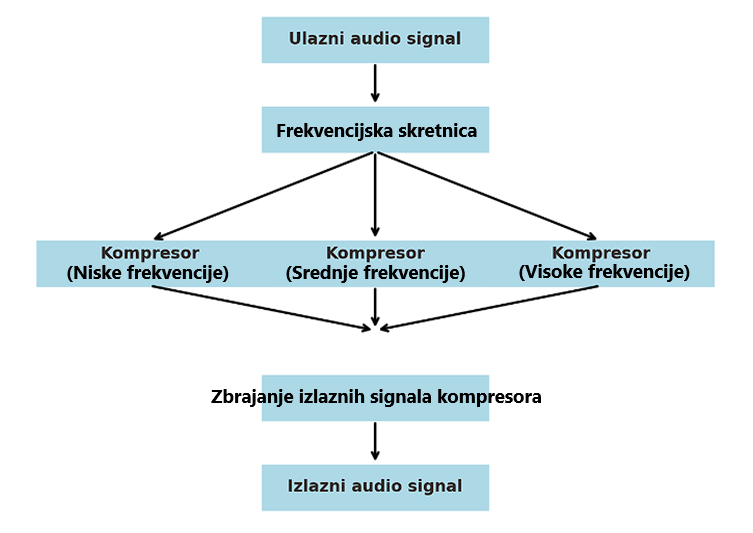 Ulazni audio signal
Frekvencijska skretnica
Kompresor
(Niske frekvencije)
Kompresor
(Srednje frekvencije)
Kompresor
(Visoke frekvencije)
Zbrajanje izlaznih signala kompresora
Izlazni audio signal